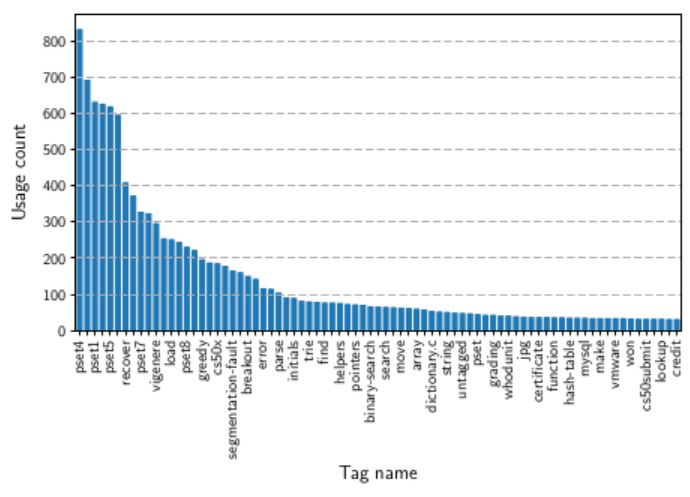 800
700
600
500
400
300
200
100
0
Usage count
pset4
pset1
pset5
recover
pset7
vigenere
load
pset8
greedy
cs50x
segmentation-fault
breakout
error
parse
initials
trie
find
helpers
pointers
binary-search
search
move
array
dictionary.c
string
untagged
pset
grading
whodunit
jpg
certificate
function
hash-table
mysql
make
vmware
won
cs50submit
lookup
credit
Tag name